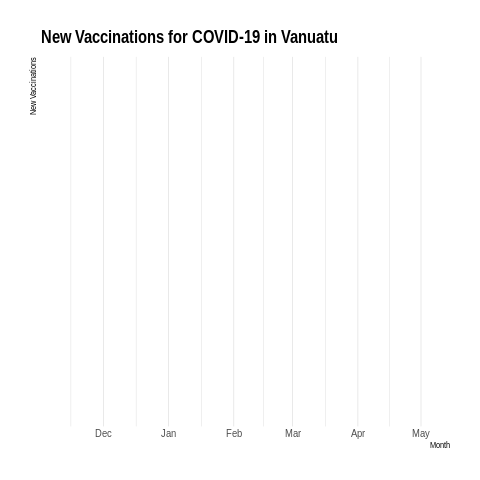 New Vaccinations for COVID-19 in Vanuatu
New Vaccinations
Dec Jan Feb Mar Apr May
Month